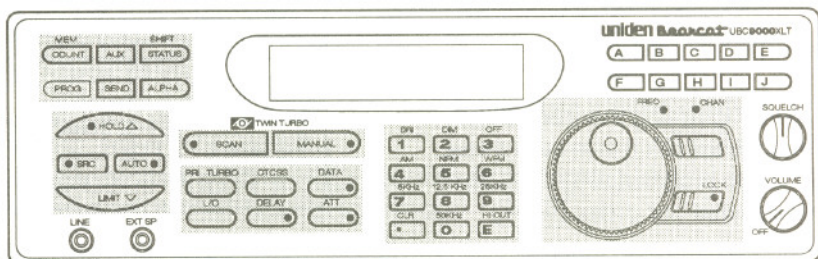 MEM SHIFT
COUNT AUX STATUS
PROG SEND ALPHA
HOLD
SRC AUTO
LIMIT
LINE EXT SP
TWIN TURBO
SCAN MANUAL
PRI TURBO CTCSS DATA
L/O DELAY ATT
BRI DIM OFF
1 2 3
AM NFM WFM
4 5 6
5KHz 12.5 KHz 25KHz
7 8 9
CLR 50KHz HI-CUT
. 0 E
uniden Bearcat UBC9000XLT
A B C D E
F G H I J
FREQ CHAN
LOCK
SQUELCH
VOLUME
OFF